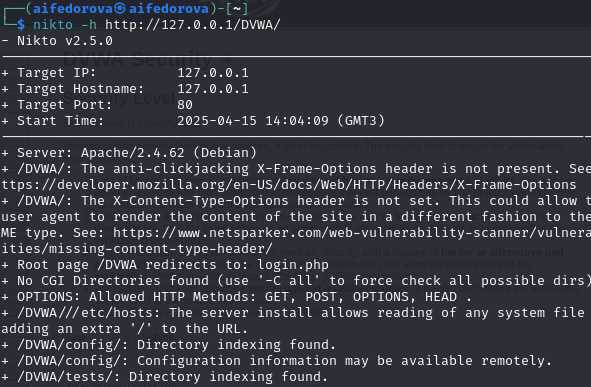 (aifedorova㉿aifedorova)-[~]
$ nikto -h http://127.0.0.1/DVWA/
- Nikto v2.5.0
+ Target IP: 127.0.0.1
+ Target Hostname: 127.0.0.1
+ Target Port: 80
+ Start Time: 2025-04-15 14:04:09 (GMT3)
+ Server: Apache/2.4.62 (Debian)
+ /DVWA/: The anti-clickjacking X-Frame-Options header is not present. See
ttps://developer.mozilla.org/en-US/docs/Web/HTTP/Headers/X-Frame-Options
+ /DVWA/: The X-Content-Type-Options header is not set. This could allow t
user agent to render the content of the site in a different fashion to the
ME type. See: https://www.netsparker.com/web-vulnerability-scanner/vulnera
ities/missing-content-type-header/
+ Root page /DVWA redirects to: login.php
+ No CGI Directories found (use '-C all' to force check all possible dirs)
+ OPTIONS: Allowed HTTP Methods: GET, POST, OPTIONS, HEAD .
+ /DVWA///etc/hosts: The server install allows reading of any system file
adding an extra '/' to the URL.
+ /DVWA/config/: Directory indexing found.
+ /DVWA/config/: Configuration information may be available remotely.
+ /DVWA/tests/: Directory indexing found.